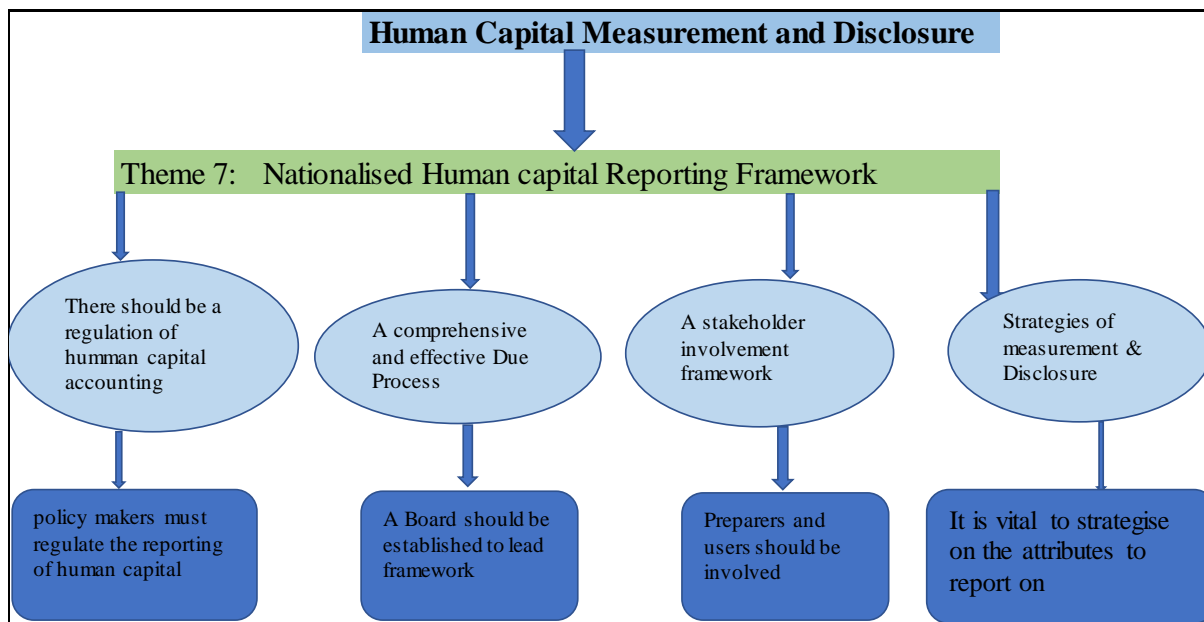 Human Capital Measurement and Disclosure
Theme 7: Nationalised Human capital Reporting Framework
There should be a
regulation of
humman capital
accounting
A comprehensive
and effective Due
Process
A stakeholder
involvement
framework
Strategies of
measurement &
Disclosure
policy makers must
regulate the reporting
of human capital
A Board should be
established to lead
framework
Preparers and
users should be
involved
It is vital to strategise
on the attributes to
report on